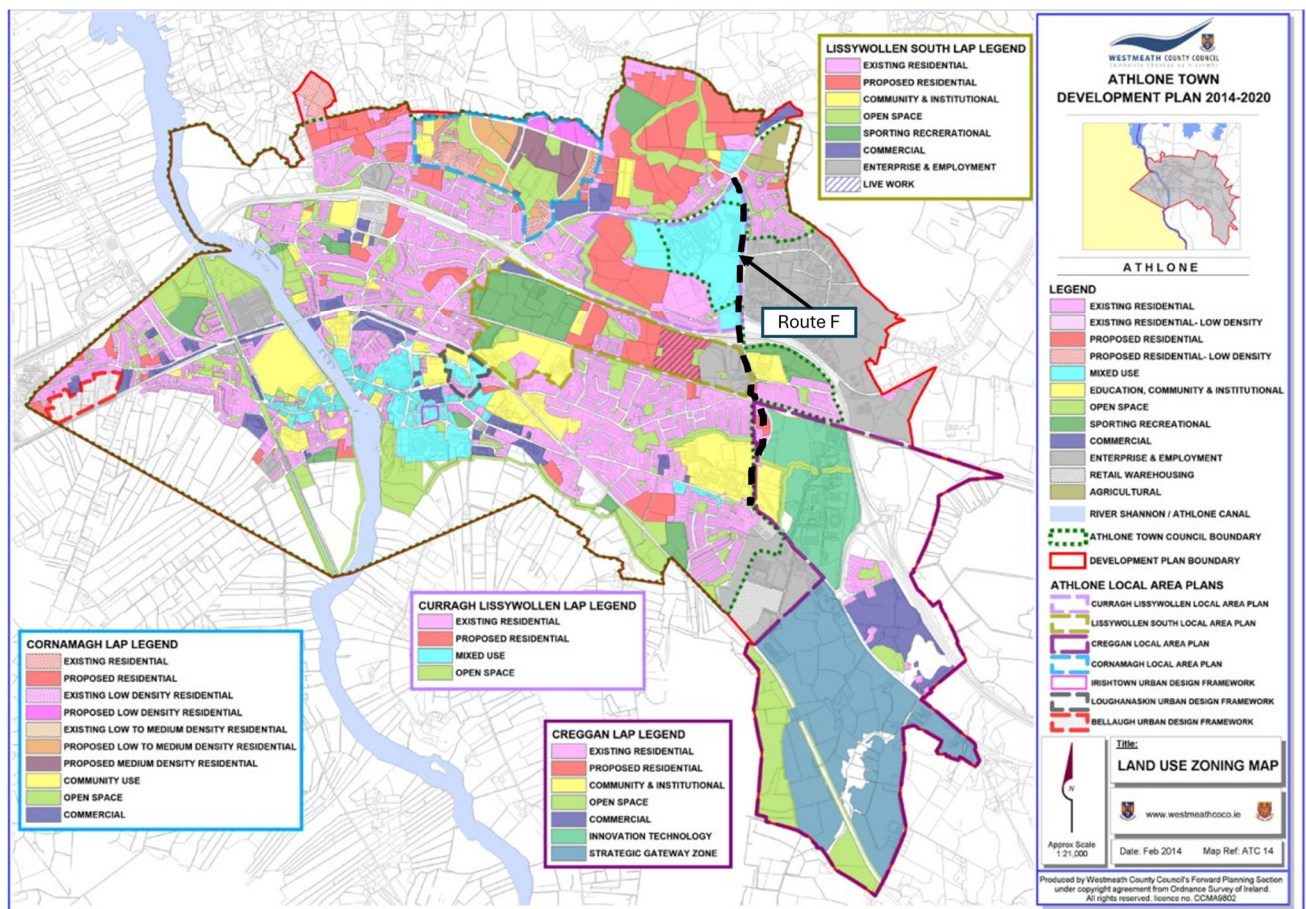 LISSYWOLLEN SOUTH LAP LEGEND
EXISTING RESIDENTIAL
PROPOSED RESIDENTIAL
COMMUNITY & INSTITUTIONAL
OPEN SPACE
SPORTING RECRERATIONAL
COMMERCIAL
ENTERPRISE & EMPLOYMENT
LIVE WORK
Route F
CURRAGH LISSYWOLLEN LAP LEGEND
EXISTING RESIDENTIAL
PROPOSED RESIDENTIAL
MIXED USE
OPEN SPACE
CORNAMAGH LAP LEGEND
EXISTING RESIDENTIAL
PROPOSED RESIDENTIAL
EXISTING LOW DENSITY RESIDENTIAL
PROPOSED LOW DENSITY RESIDENTIAL
EXISTING LOW TO MEDIUM DENSITY RESIDENTIAL
PROPOSED LOW TO MEDIUM DENSITY RESIDENTIAL
PROPOSED MEDIUM DENSITY RESIDENTIAL
COMMUNITY USE
OPEN SPACE
COMMERCIAL
CREGGAN LAP LEGEND
EXISTING RESIDENTIAL
PROPOSED RESIDENTIAL
COMMUNITY & INSTITUTIONAL
OPEN SPACE
COMMERCIAL
INNOVATION TECHNOLOGY
STRATEGIC GATEWAY ZONE
WESTMEATH COUNTY COUNCIL
ATHLONE TOWN
DEVELOPMENT PLAN 2014-2020
ATHLONE
LEGEND
EXISTING RESIDENTIAL
EXISTING RESIDENTIAL- LOW DENSITY
PROPOSED RESIDENTIAL
PROPOSED RESIDENTIAL- LOW DENSITY
MIXED USE
EDUCATION, COMMUNITY & INSTITUTIONAL
OPEN SPACE
SPORTING RECREATIONAL
COMMERCIAL
ENTERPRISE & EMPLOYMENT
RETAIL WAREHOUSING
AGRICULTURAL
RIVER SHANNON / ATHLONE CANAL
ATHLONE TOWN COUNCIL BOUNDARY
DEVELOPMENT PLAN BOUNDARY
ATHLONE LOCAL AREA PLANS
CURRAGH LISSYWOLLEN LOCAL AREA PLAN
LISSYWOLLEN SOUTH LOCAL AREA PLAN
CREGGAN LOCAL AREA PLAN
CORNAMAGH LOCAL AREA PLAN
IRISHTOWN URBAN DESIGN FRAMEWORK
LOUGHANASKIN URBAN DESIGN FRAMEWORK
BELLAUGH URBAN DESIGN FRAMEWORK
N
Approx Scale
1:21,000
Title:
LAND USE ZONING MAP
www.westmeathcoco.ie
Date: Feb 2014 Map Ref: ATC 14
Produced by Westmeath County Council's Forward Planning Section
under copyright agreement from Ordnance Survey of Ireland.
All rights reserved. licence no. CCMA9802